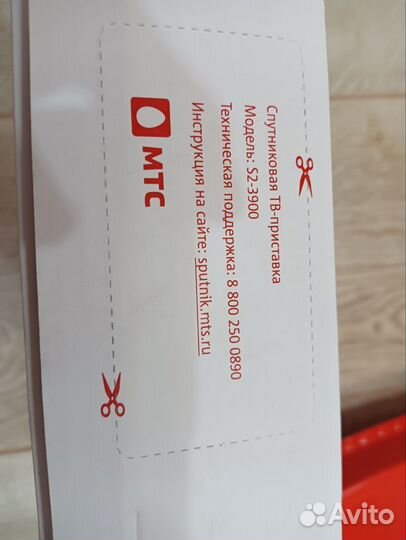 Спутниковая ТВ-приставка
Модель: S2-3900
Техническая поддержка: 8 800 250 0890
Инструкция на сайте: sputnik.mts.ru
МТС
Avito